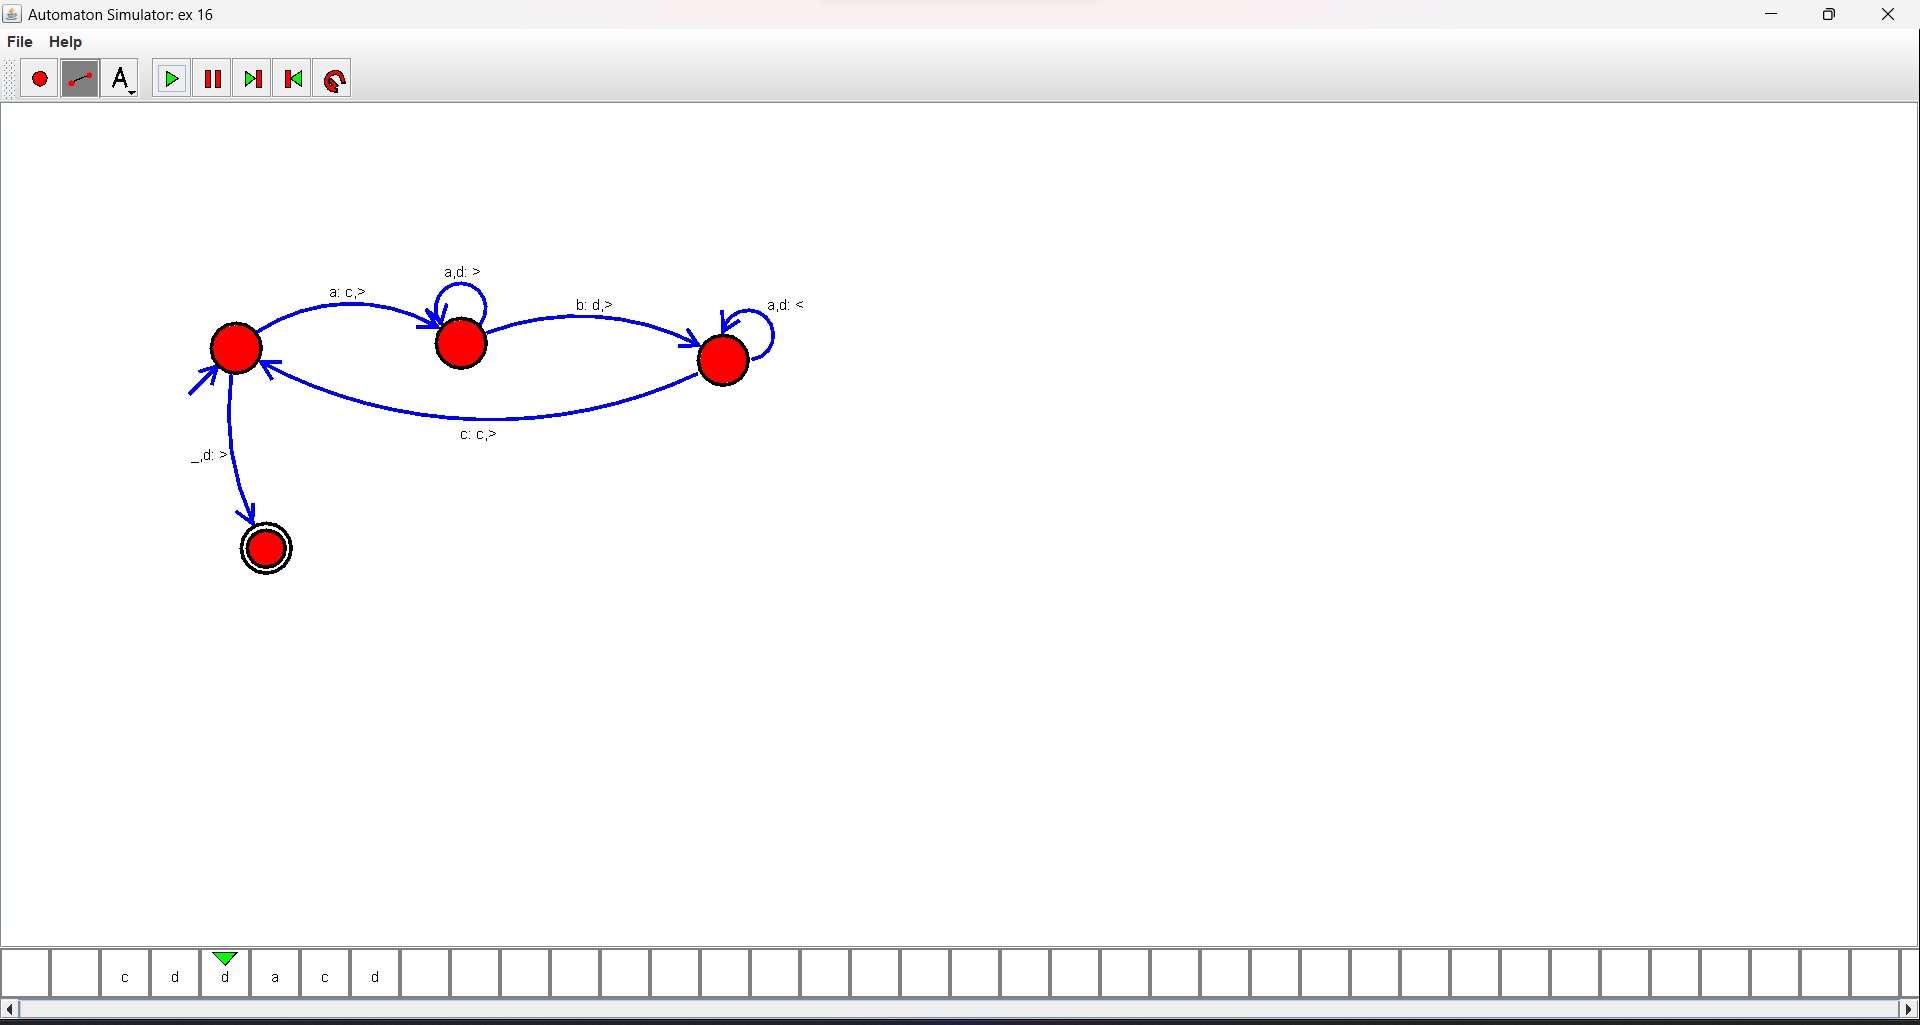 Automaton Simulator: ex 16
File Help
A
a,d: >
a: c,>
b: d,>
a,d: <
c: c,>
_,d: >
c d d a c d